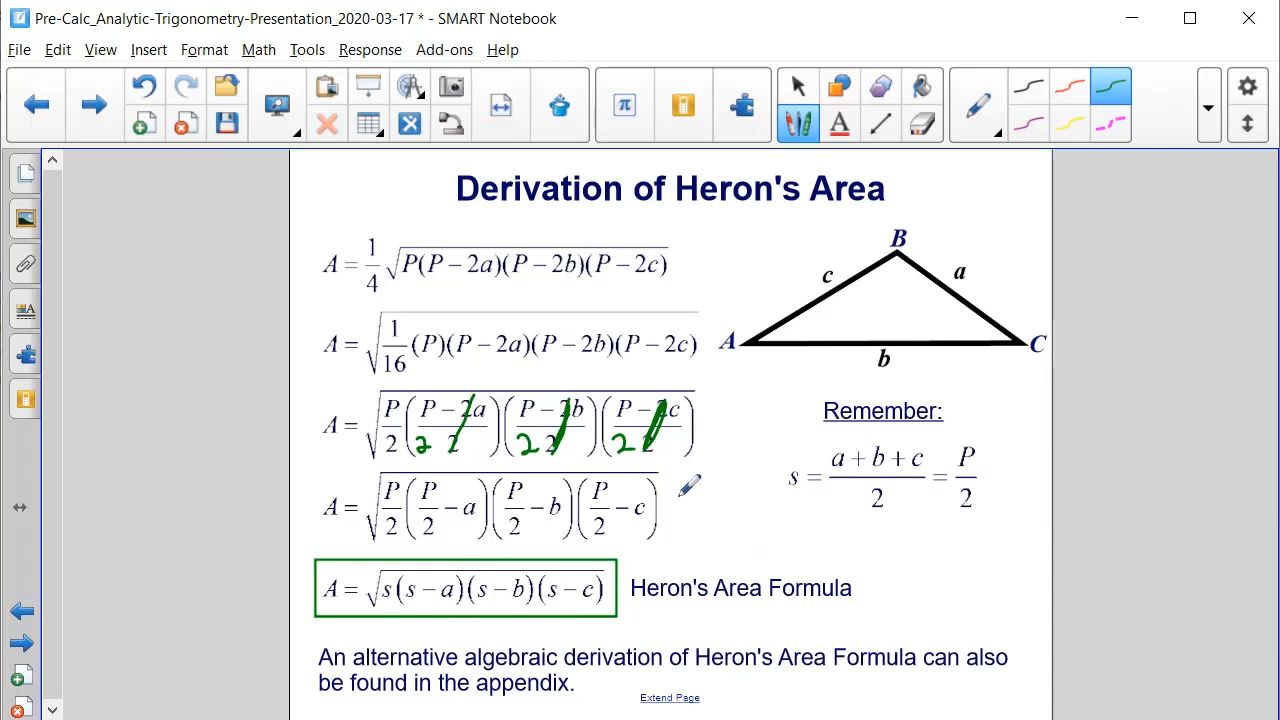 Pre-Calc_Analytic-Trigonometry-Presentation_2020-03-17 * - SMART Notebook
File Edit View Insert Format Math Tools Response Add-ons Help
π A
Derivation of Heron's Area
A = 1/4 √P(P − 2a)(P − 2b)(P − 2c)
A = √1/16 (P)(P − 2a)(P − 2b)(P − 2c)
A = √P/2 ((P − 2a)/2)((P − 2b)/2)((P − 2c)/2)
2 2 2
A = √P/2 (P/2 − a)(P/2 − b)(P/2 − c)
A = √s(s − a)(s − b)(s − c) Heron's Area Formula
B
c a
A C
b
Remember:
s = (a + b + c)/2 = P/2
An alternative algebraic derivation of Heron's Area Formula can also
be found in the appendix.
Extend Page